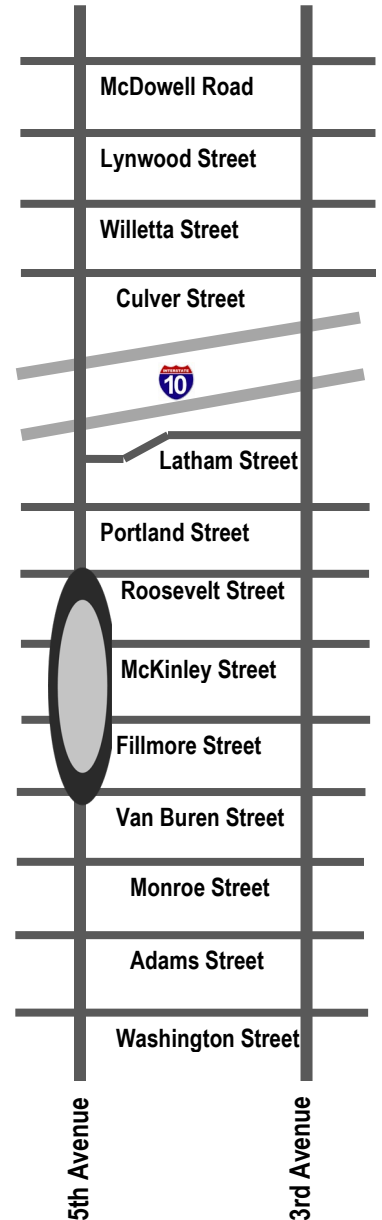 McDowell Road
Lynwood Street
Willetta Street
Culver Street
INTERSTATE
10
Latham Street
Portland Street
Roosevelt Street
McKinley Street
Fillmore Street
Van Buren Street
Monroe Street
Adams Street
Washington Street
5th Avenue
3rd Avenue